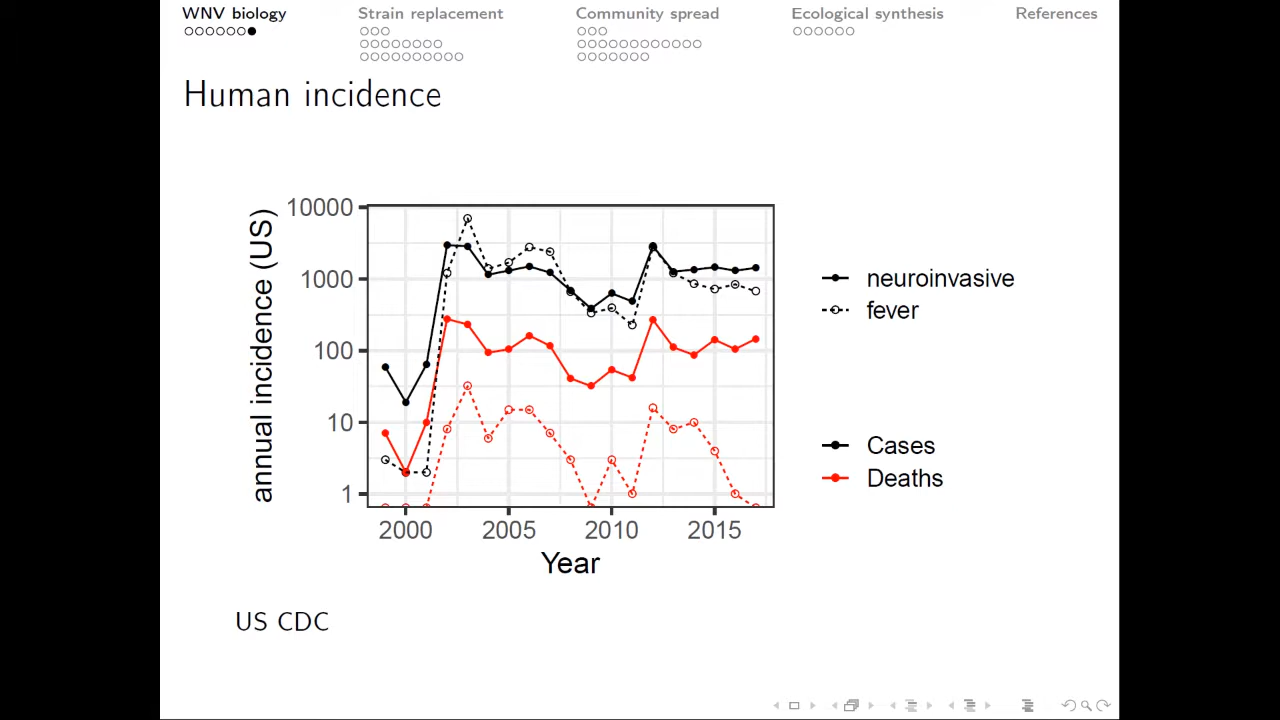 WNV biology Strain replacement Community spread Ecological synthesis References
Human incidence
10000
1000
100
10
1
annual incidence (US)
2000 2005 2010 2015
Year
neuroinvasive
fever
Cases
Deaths
US CDC